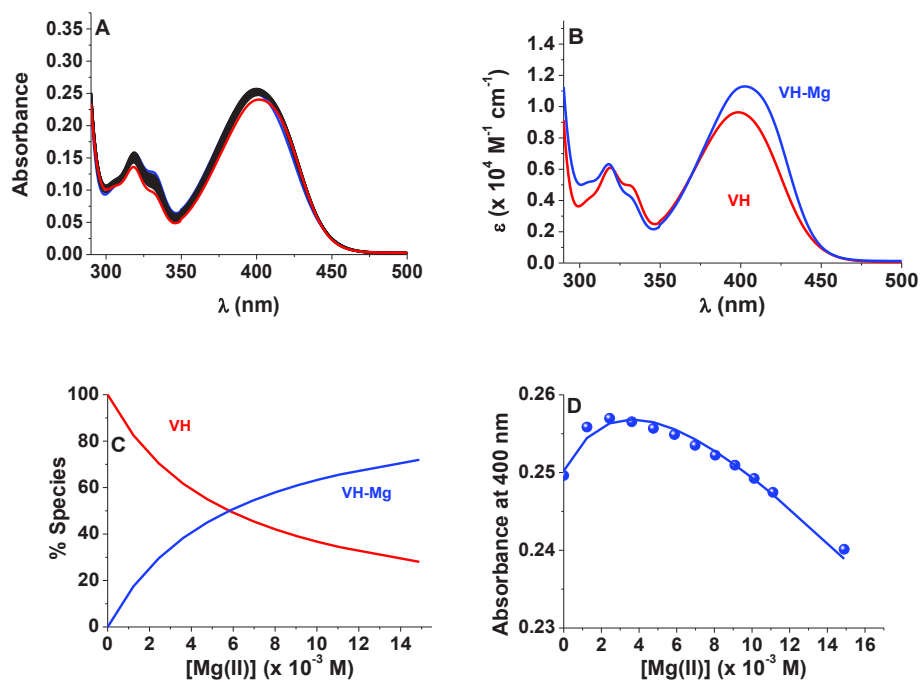 A
Absorbance
0.35
0.30
0.25
0.20
0.15
0.10
0.05
0.00
300 350 400 450 500
λ (nm)
B
ε (x 10⁴ M⁻¹ cm⁻¹)
1.4
1.2
1.0
0.8
0.6
0.4
0.2
0.0
VH-Mg
VH
300 350 400 450 500
λ (nm)
C
% Species
100
80
60
40
20
0
VH
VH-Mg
0 2 4 6 8 10 12 14
[Mg(II)] (x 10⁻³ M)
D
Absorbance at 400 nm
0.26
0.25
0.24
0.23
0 2 4 6 8 10 12 14 16
[Mg(II)] (x 10⁻³ M)